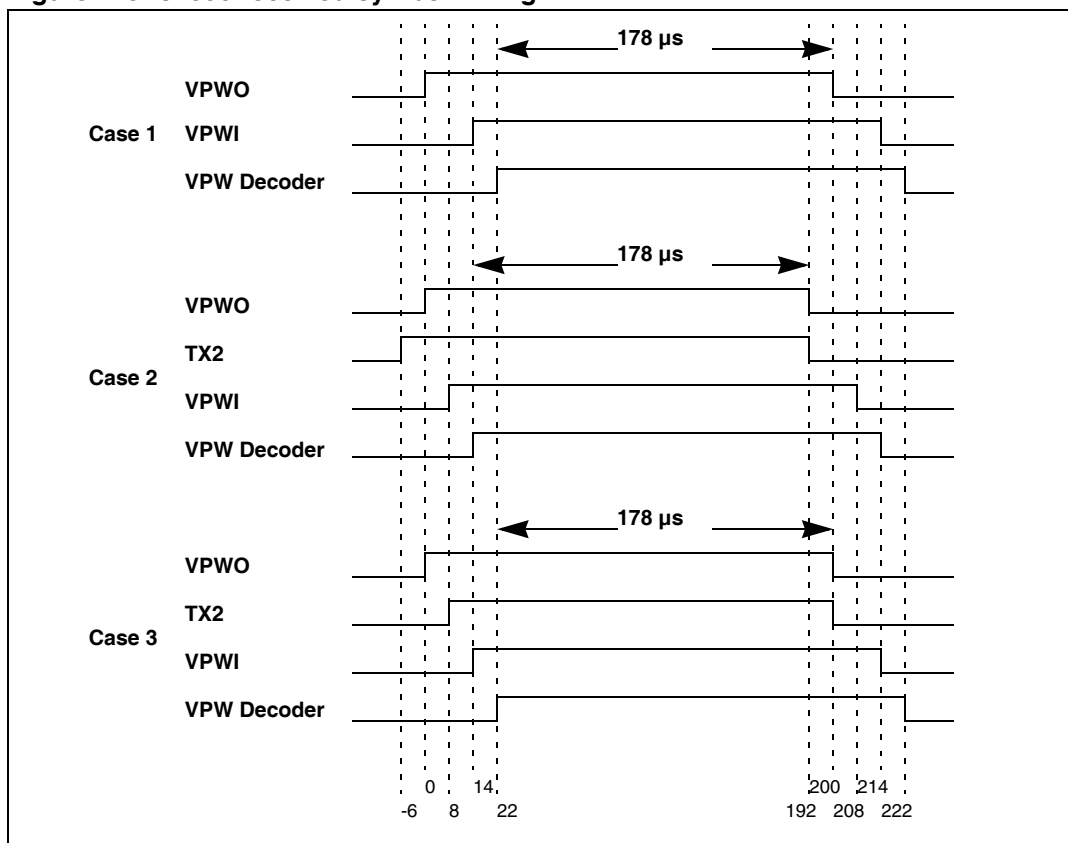 178 µs
VPWO
Case 1 VPWI
VPW Decoder
178 µs
VPWO
TX2
Case 2
VPWI
VPW Decoder
178 µs
VPWO
TX2
Case 3
VPWI
VPW Decoder
0 14 200 214
-6 8 22 192 208 222